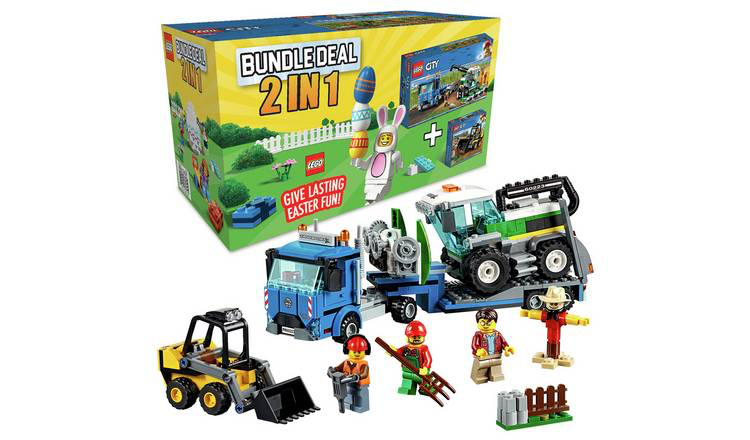 LEGO
BUNDLE DEAL
2 IN 1
BUNDLE DEAL
2 IN 1
LEGO CITY
+
LEGO
GIVE LASTING
EASTER FUN!
60223